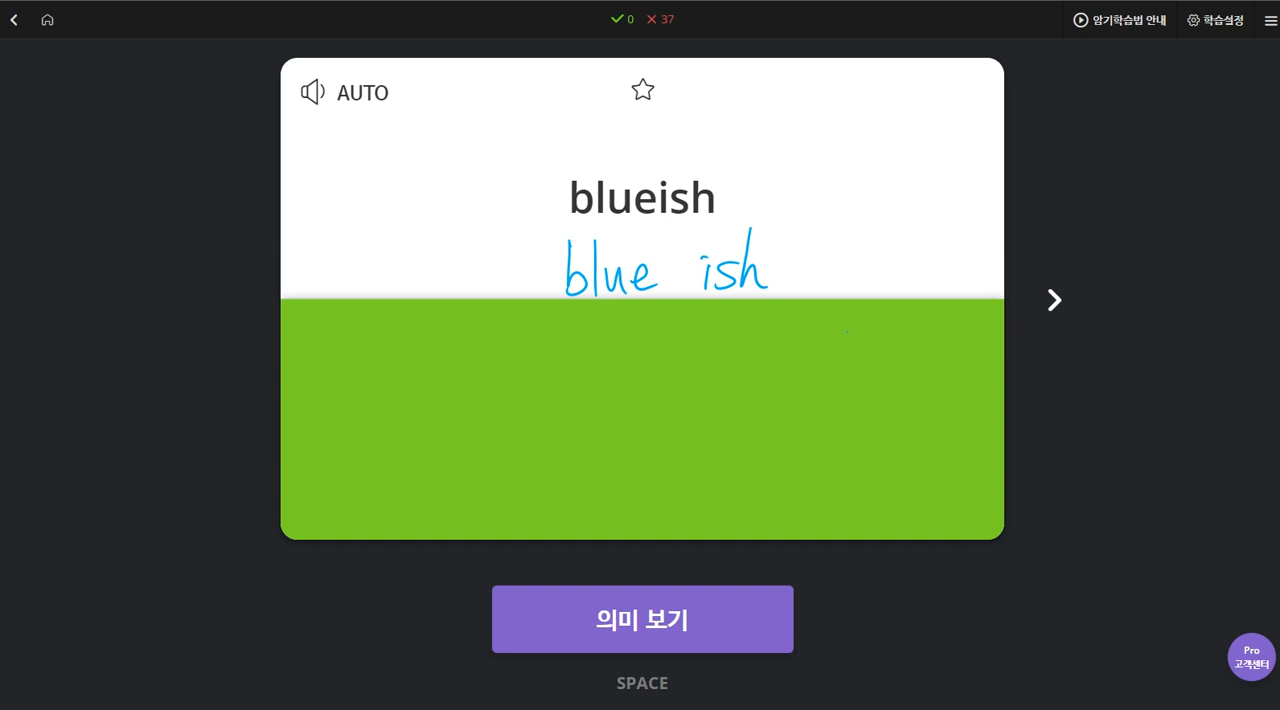 0 37 암기학습법 안내 학습설정
AUTO
blueish
blue ish
의미 보기
SPACE
Pro
고객센터